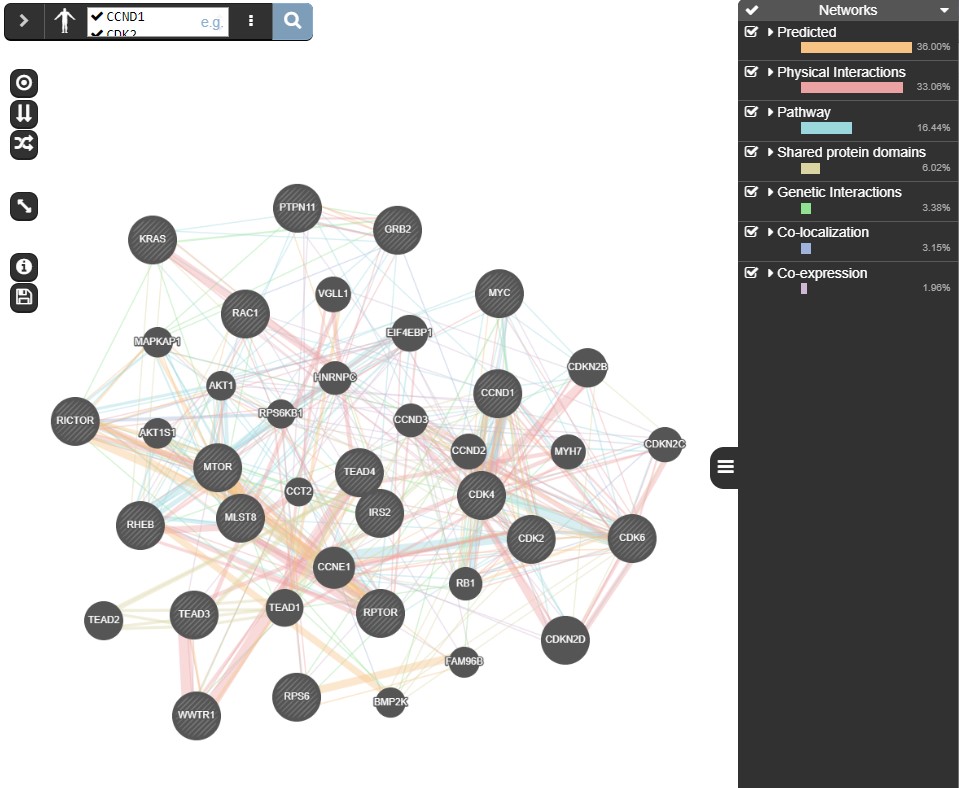 CCND1
CDK2
e.g.
Networks
Predicted
36.00%
Physical Interactions
33.06%
Pathway
16.44%
Shared protein domains
6.02%
Genetic Interactions
3.38%
Co-localization
3.15%
Co-expression
1.96%
PTPN11
KRAS
GRB2
VGLL1
MYC
RAC1
EIF4EBP1
MAPKAP1
CDKN2B
HNRNPC
AKT1
CCND1
RPS6KB1
RICTOR
CCND3
AKT1S1
CDKN2C
CCND2
MYH7
MTOR
TEAD4
CCT2
CDK4
IRS2
MLST8
RHEB
CDK2
CDK6
CCNE1
RB1
TEAD1
RPTOR
TEAD3
TEAD2
CDKN2D
FAM96B
RPS6
BMP2K
WWTR1